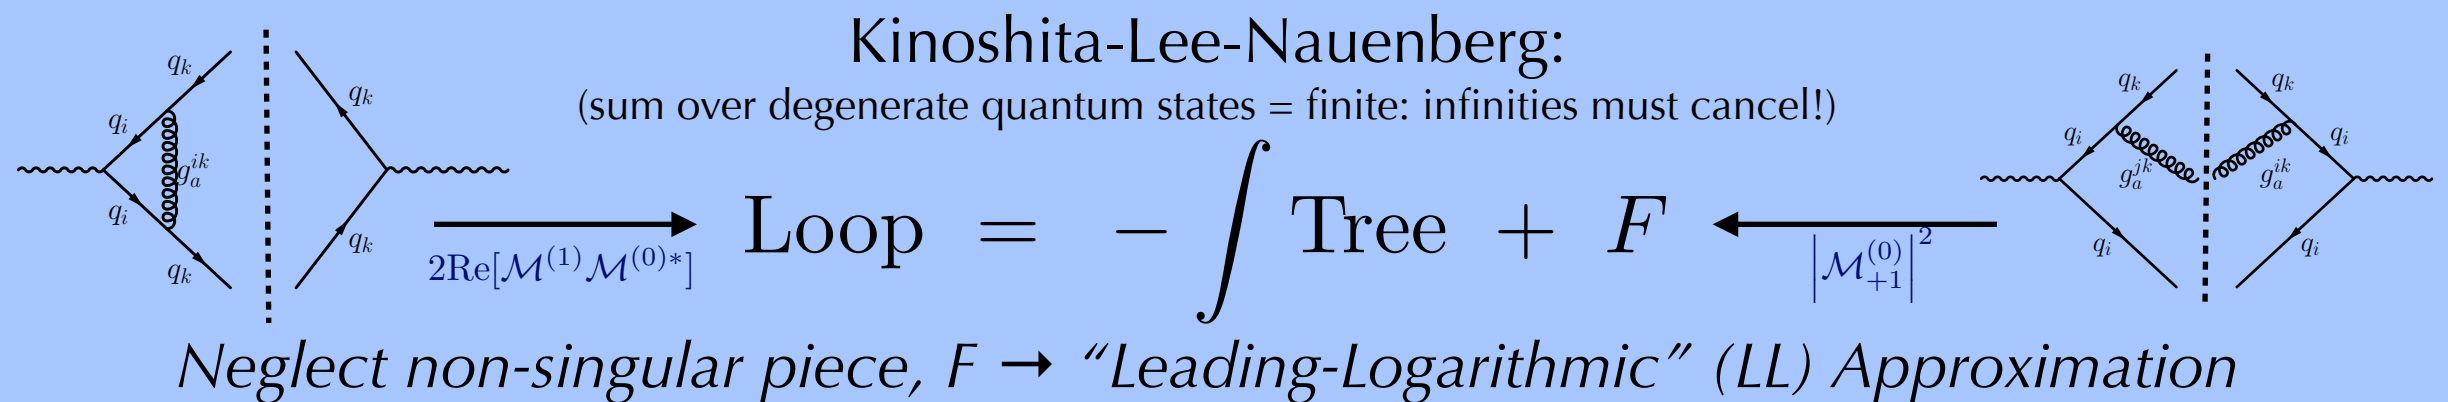 Kinoshita-Lee-Nauenberg:
(sum over degenerate quantum states = finite: infinities must cancel!)
q_k
q_i
g_a^{ik}
q_i
q_k
q_k
q_k
2Re[ℳ^{(1)}ℳ^{(0)*}]
Loop = − ∫ Tree + F
|ℳ_{+1}^{(0)}|^2
q_k
q_i
g_a^{jk}
q_i
q_k
q_i
g_a^{ik}
q_i
Neglect non-singular piece, F → “Leading-Logarithmic” (LL) Approximation